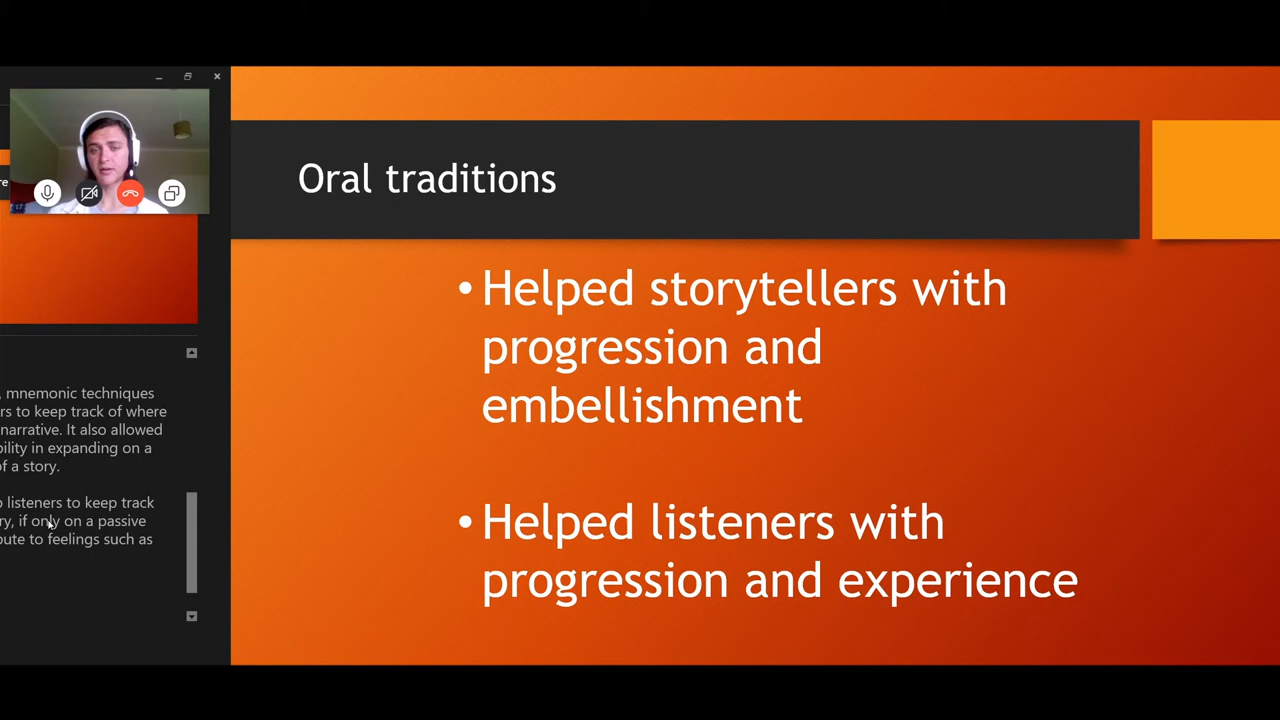 re
Oral traditions
• Helped storytellers with
progression and
embellishment
• Helped listeners with
progression and experience
, mnemonic techniques
rs to keep track of where
narrative. It also allowed
bility in expanding on a
of a story.
o listeners to keep track
ry, if only on a passive
bute to feelings such as